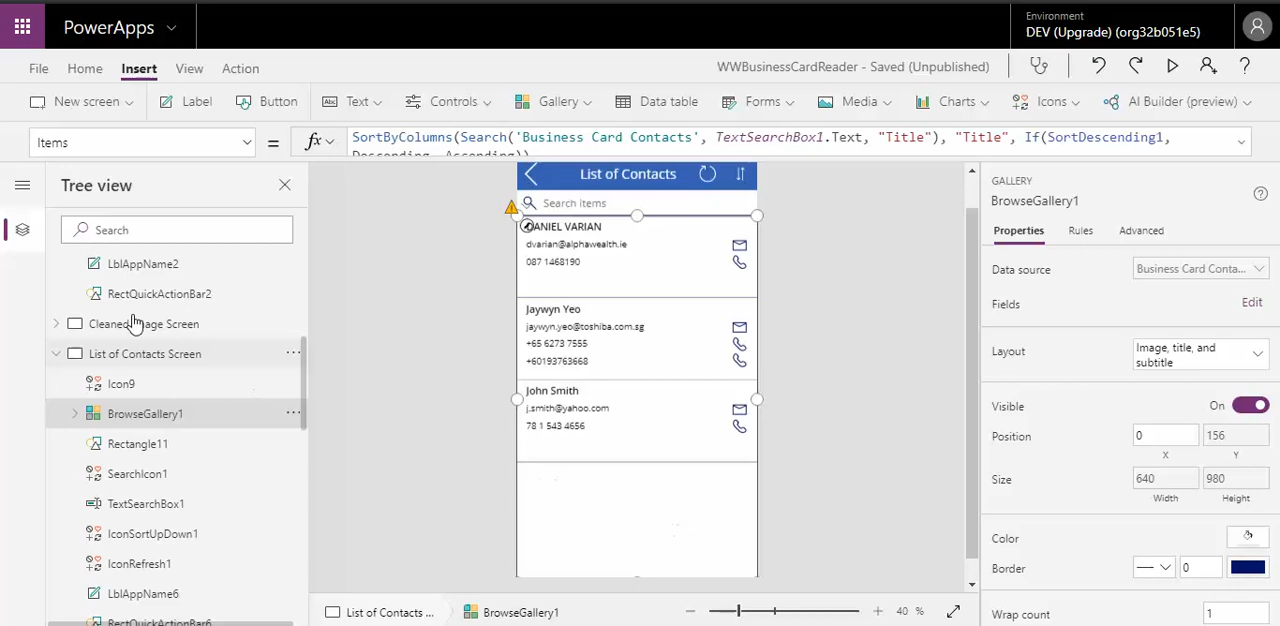 PowerApps
Environment
DEV (Upgrade) (org32b051e5)
File Home Insert View Action
WWBusinessCardReader - Saved (Unpublished)
New screen Label Button Text Controls Gallery Data table Forms Media Charts Icons AI Builder (preview)
Items = fx SortByColumns(Search('Business Card Contacts', TextSearchBox1.Text, "Title"), "Title", If(SortDescending1,
Descending, Ascending))
Tree view
Search
LblAppName2
RectQuickActionBar2
Cleaned Image Screen
List of Contacts Screen
Icon9
BrowseGallery1
Rectangle11
SearchIcon1
TextSearchBox1
IconSortUpDown1
IconRefresh1
LblAppName6
RectQuickActionBar6
List of Contacts
Search items
DANIEL VARIAN
dvarian@alphawealth.ie
087 1468190
Jaywyn Yeo
jaywyn.yeo@toshiba.com.sg
+65 6273 7555
+60193763668
John Smith
j.smith@yahoo.com
78 1 543 4656
List of Contacts ... BrowseGallery1
40 %
GALLERY
BrowseGallery1
Properties Rules Advanced
Data source Business Card Conta...
Fields Edit
Layout Image, title, and
subtitle
Visible On
Position 0 156
X Y
Size 640 980
Width Height
Color
Border 0
Wrap count 1